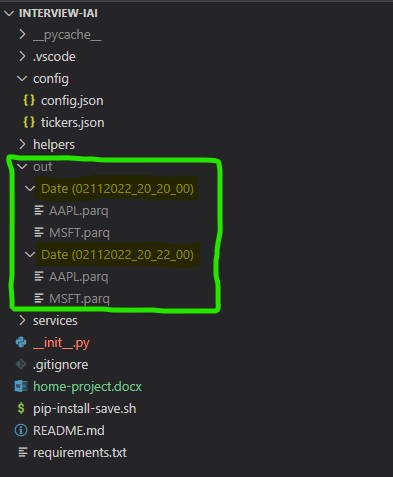 INTERVIEW-IAI
__pycache__
.vscode
config
{} config.json
{} tickers.json
helpers
out
Date (02112022_20_20_00)
AAPL.parq
MSFT.parq
Date (02112022_20_22_00)
AAPL.parq
MSFT.parq
services
__init__.py
.gitignore
home-project.docx
$ pip-install-save.sh
README.md
requirements.txt